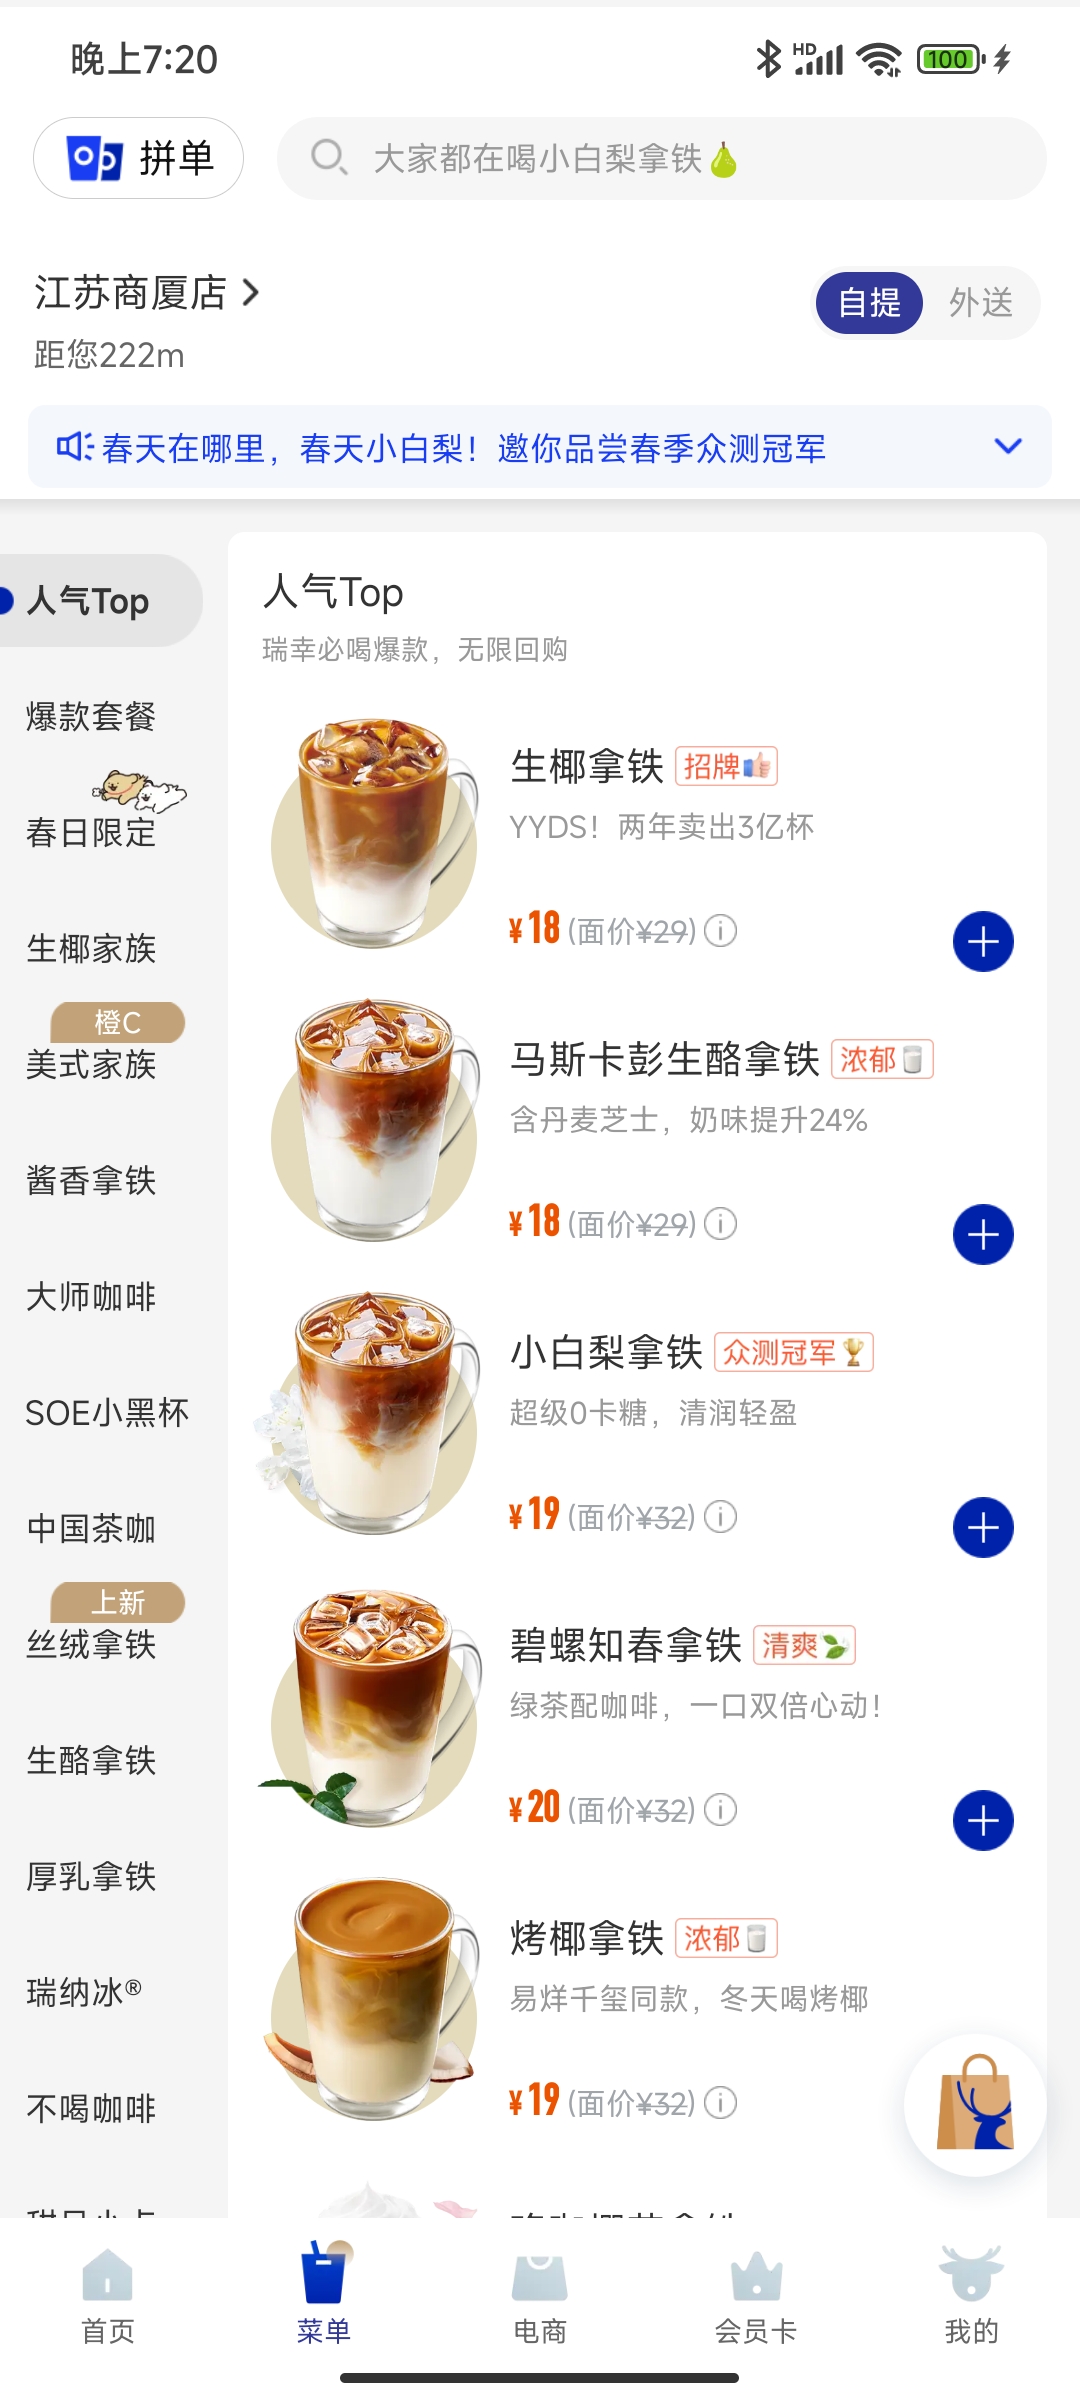 晚上7:20
HD
100
拼单
大家都在喝小白梨拿铁
江苏商厦店
自提
外送
距您222m
春天在哪里，春天小白梨！邀你品尝春季众测冠军
人气Top
爆款套餐
春日限定
生椰家族
橙C
美式家族
酱香拿铁
大师咖啡
SOE小黑杯
中国茶咖
上新
丝绒拿铁
生酪拿铁
厚乳拿铁
瑞纳冰®
不喝咖啡
人气Top
瑞幸必喝爆款，无限回购
生椰拿铁 招牌
YYDS！两年卖出3亿杯
¥18 (面价¥29)
马斯卡彭生酪拿铁 浓郁
含丹麦芝士，奶味提升24%
¥18 (面价¥29)
小白梨拿铁 众测冠军
超级0卡糖，清润轻盈
¥19 (面价¥32)
碧螺知春拿铁 清爽
绿茶配咖啡，一口双倍心动！
¥20 (面价¥32)
烤椰拿铁 浓郁
易烊千玺同款，冬天喝烤椰
¥19 (面价¥32)
首页
菜单
电商
会员卡
我的